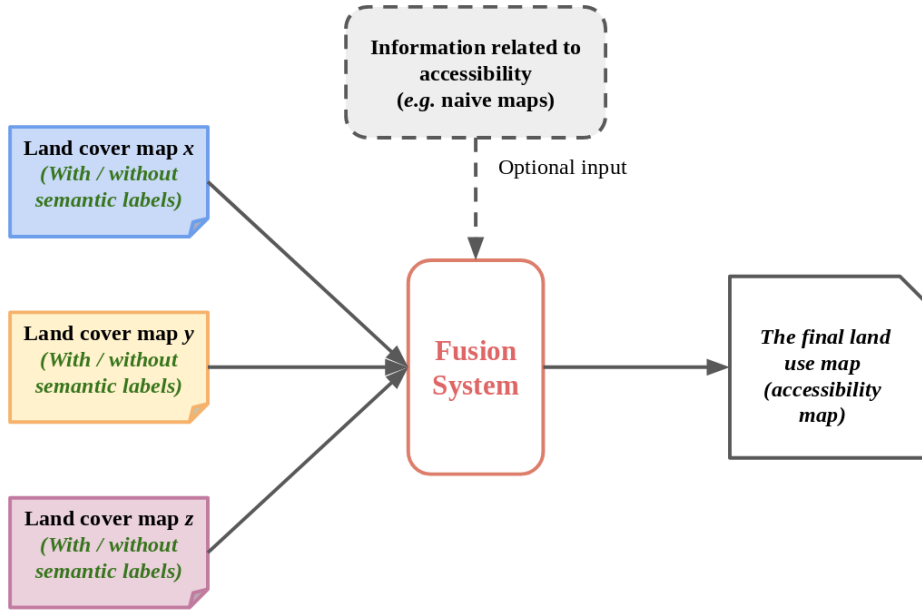 Information related to
accessibility
(e.g. naive maps)
Optional input
Land cover map x
(With / without
semantic labels)
Land cover map y
(With / without
semantic labels)
Land cover map z
(With / without
semantic labels)
Fusion
System
The final land
use map
(accessibility
map)